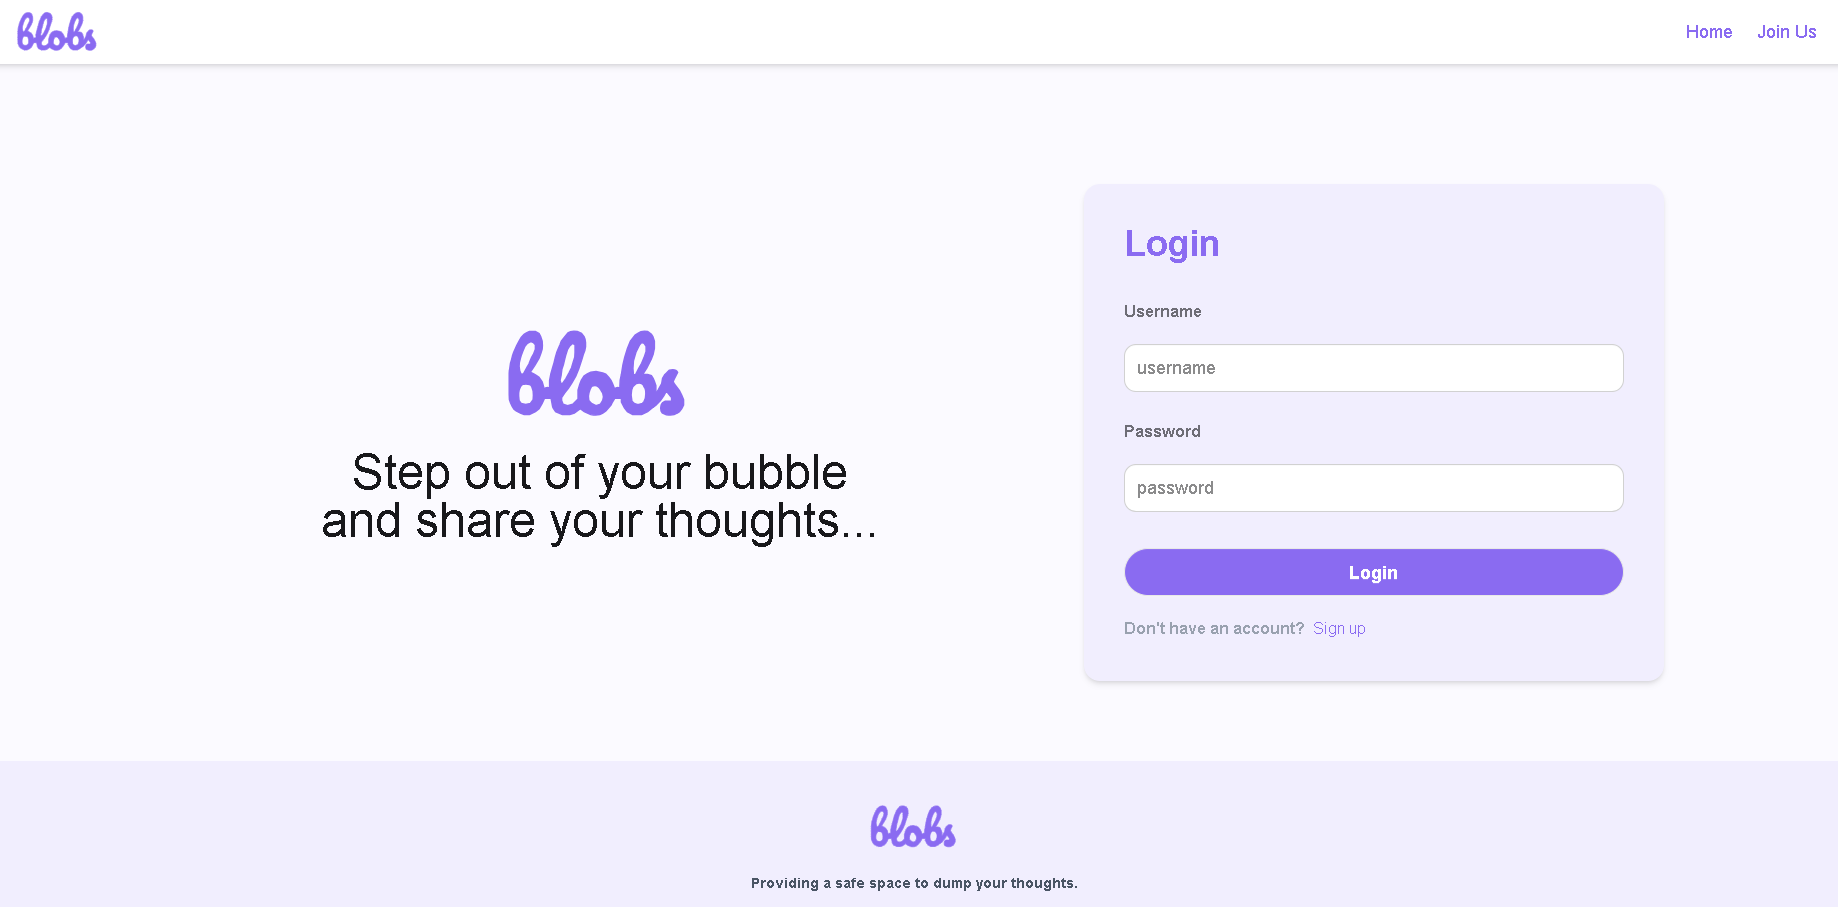 blobs
Home Join Us
blobs
Step out of your bubble
and share your thoughts...
Login
Username
username
Password
password
Login
Don't have an account? Sign up
blobs
Providing a safe space to dump your thoughts.